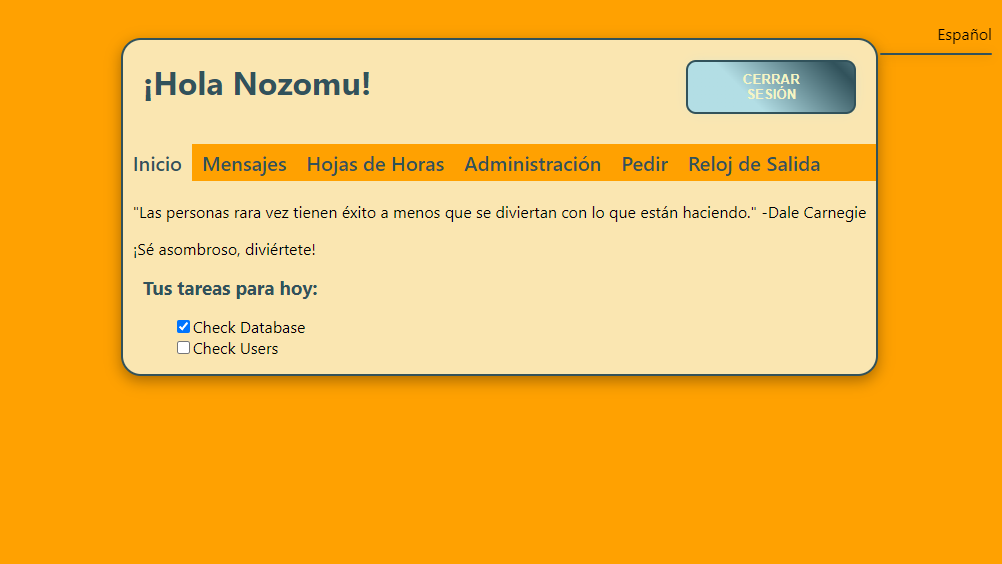 Español
¡Hola Nozomu!
CERRAR
SESIÓN
Inicio Mensajes Hojas de Horas Administración Pedir Reloj de Salida
"Las personas rara vez tienen éxito a menos que se diviertan con lo que están haciendo." -Dale Carnegie
¡Sé asombroso, diviértete!
Tus tareas para hoy:
Check Database
Check Users